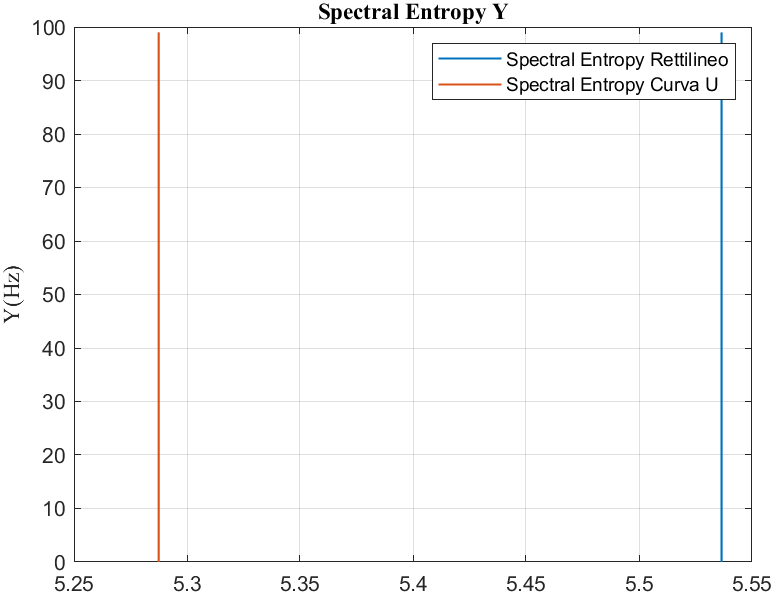 Spectral Entropy Y
Spectral Entropy Rettilineo
Spectral Entropy Curva U
Y(Hz)
100
90
80
70
60
50
40
30
20
10
0
5.25 5.3 5.35 5.4 5.45 5.5 5.55